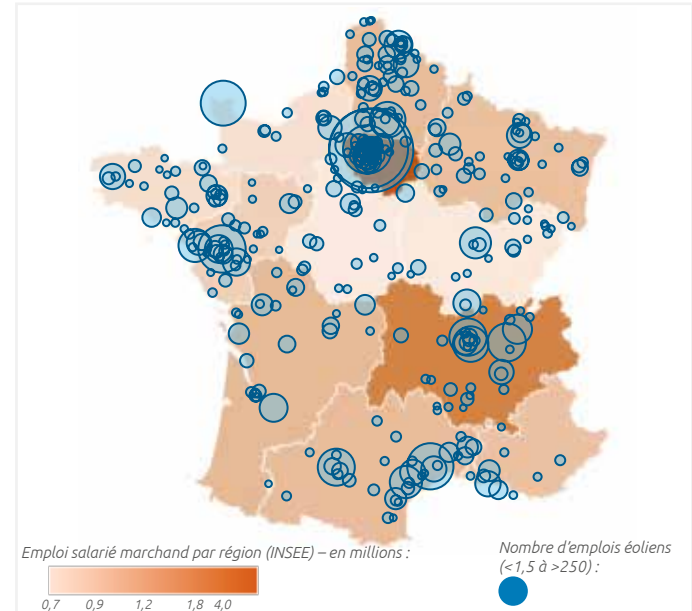 Emploi salarié marchand par région (INSEE) – en millions :
0,7 0,9 1,2 1,8 4,0
Nombre d'emplois éoliens
(<1,5 à >250) :